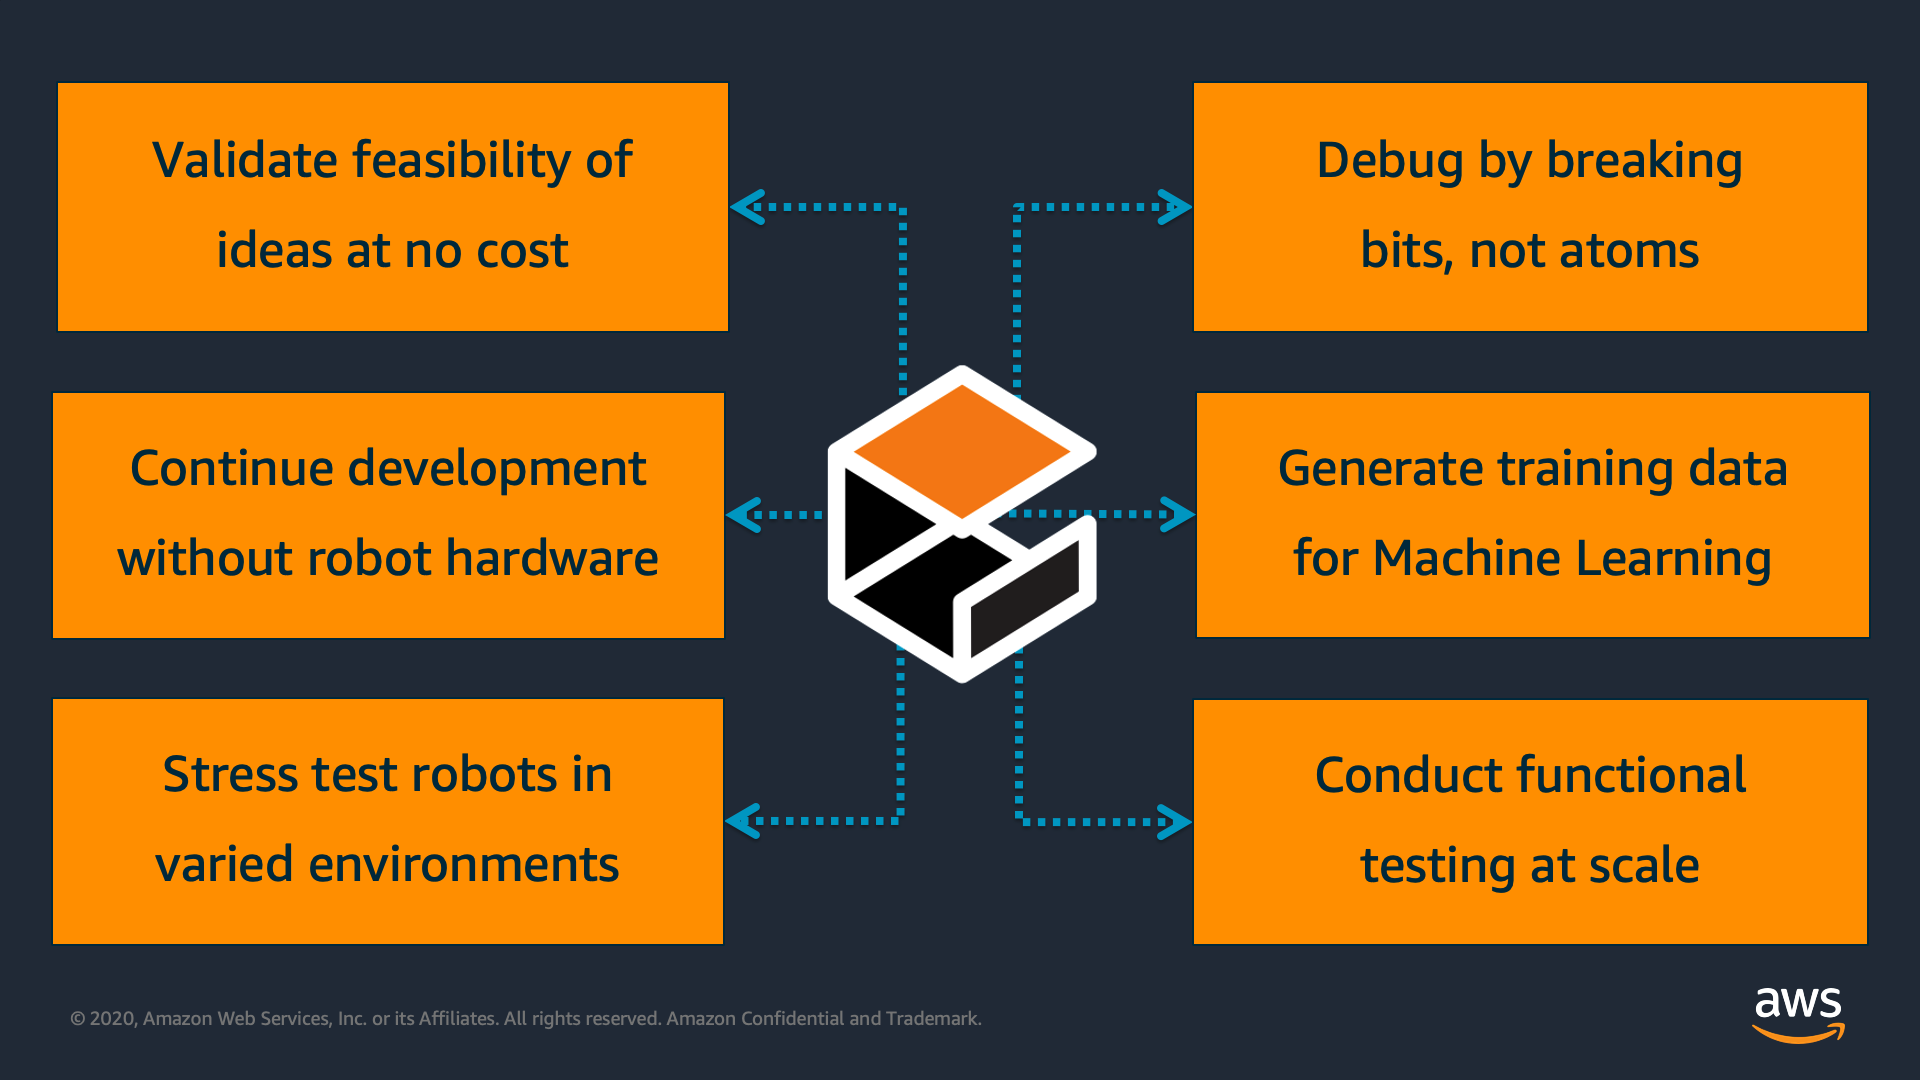 Validate feasibility of
ideas at no cost
Debug by breaking
bits, not atoms
Continue development
without robot hardware
Generate training data
for Machine Learning
Stress test robots in
varied environments
Conduct functional
testing at scale
© 2020, Amazon Web Services, Inc. or its Affiliates. All rights reserved. Amazon Confidential and Trademark.
aws